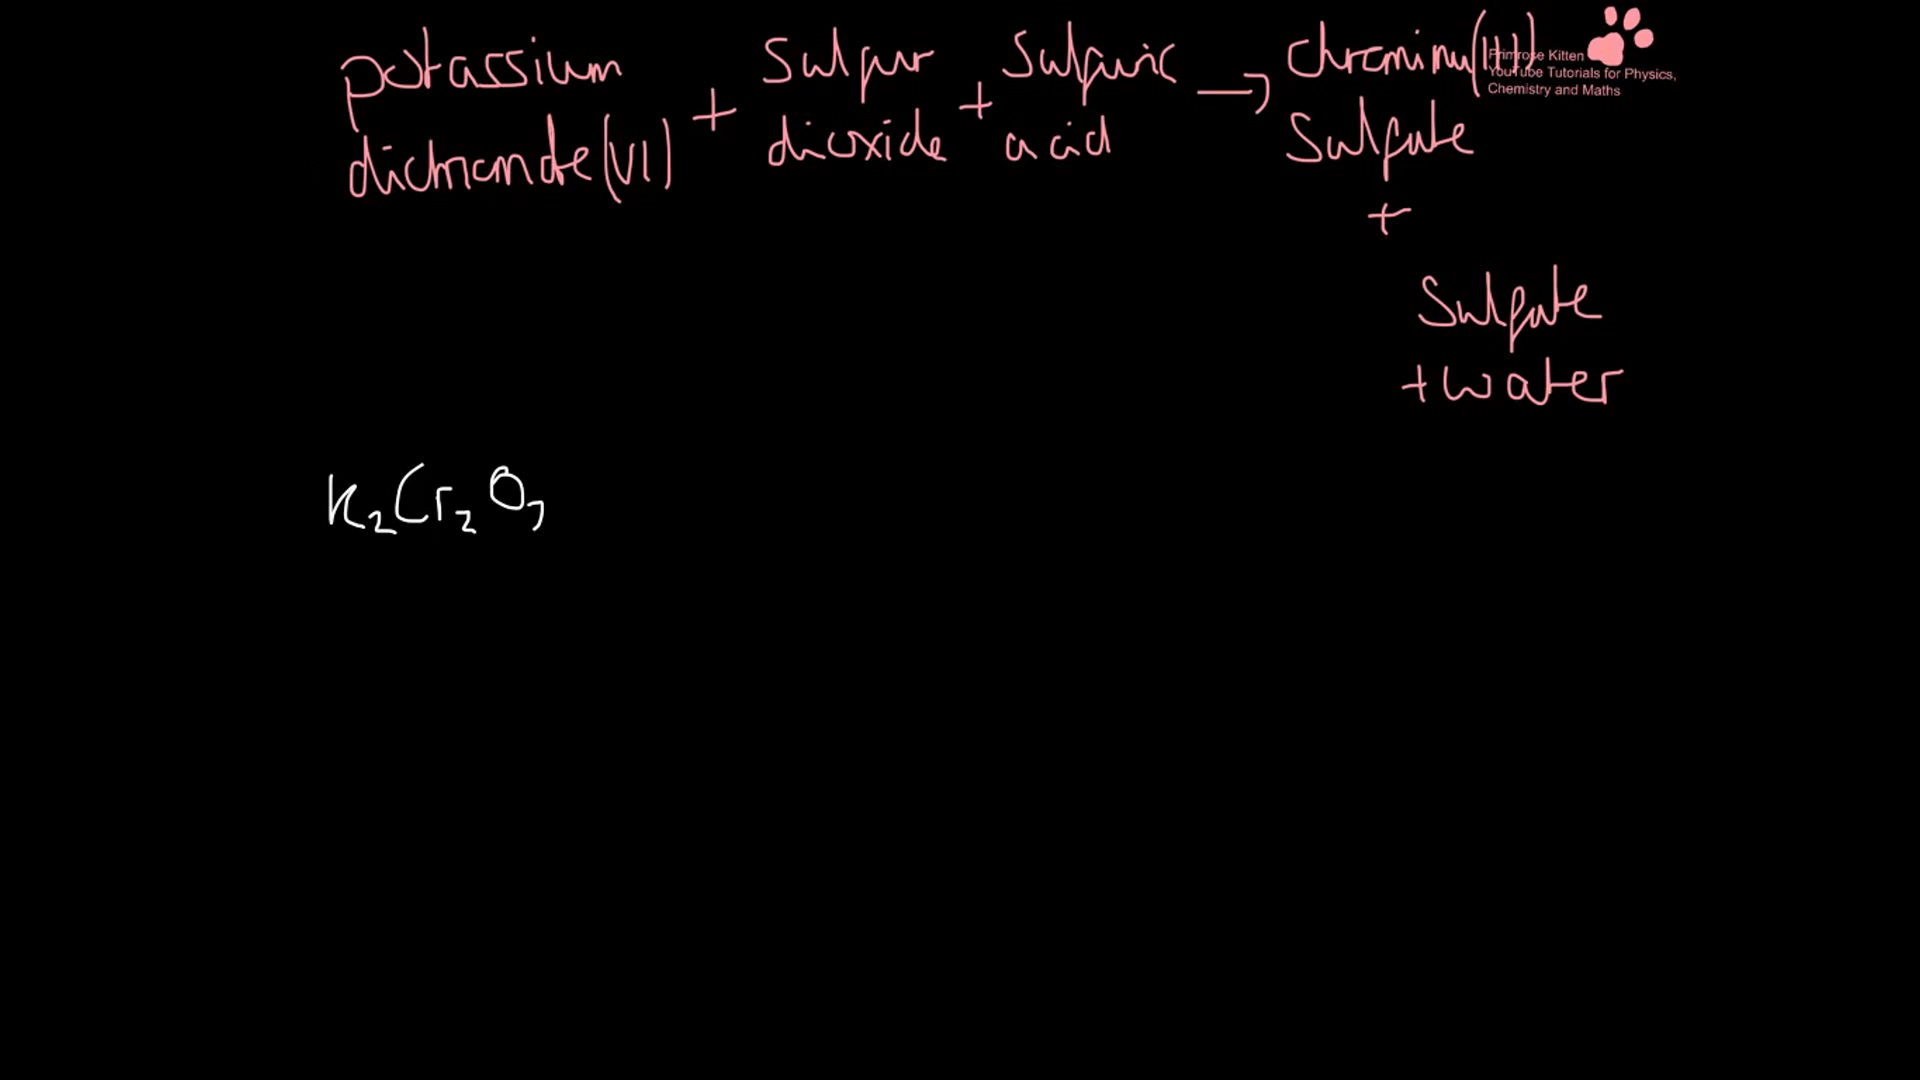 potassium + Sulfur + Sulfuric → chromium(III)
dichromate(VI) dioxide acid Sulfate
+
Sulfate
+ water
Primrose Kitten
YouTube Tutorials for Physics,
Chemistry and Maths
K₂Cr₂O₇